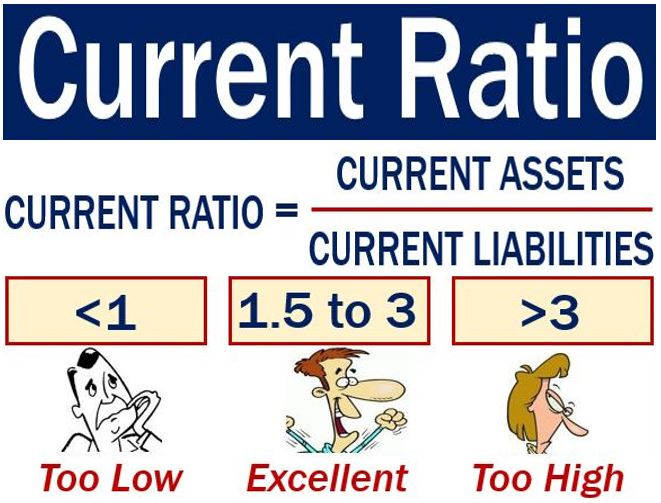 Current Ratio
CURRENT ASSETS
CURRENT RATIO =
CURRENT LIABILITIES
<1
1.5 to 3
>3
Too Low
Excellent
Too High